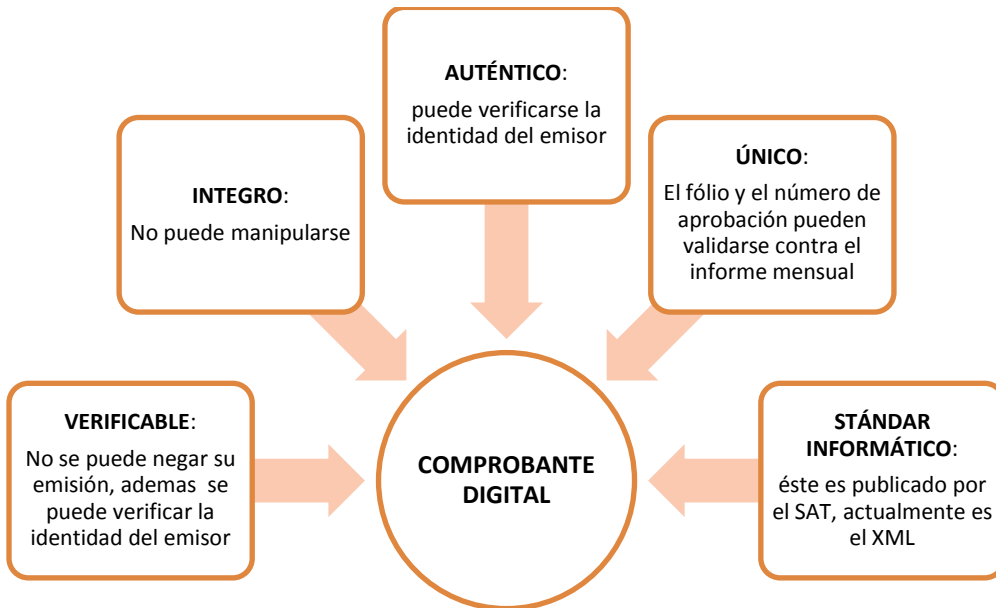 AUTÉNTICO:
puede verificarse la
identidad del emisor
INTEGRO:
No puede manipularse
ÚNICO:
El fólio y el número de
aprobación pueden
validarse contra el
informe mensual
VERIFICABLE:
No se puede negar su
emisión, ademas se
puede verificar la
identidad del emisor
COMPROBANTE
DIGITAL
STÁNDAR
INFORMÁTICO:
éste es publicado por
el SAT, actualmente es
el XML